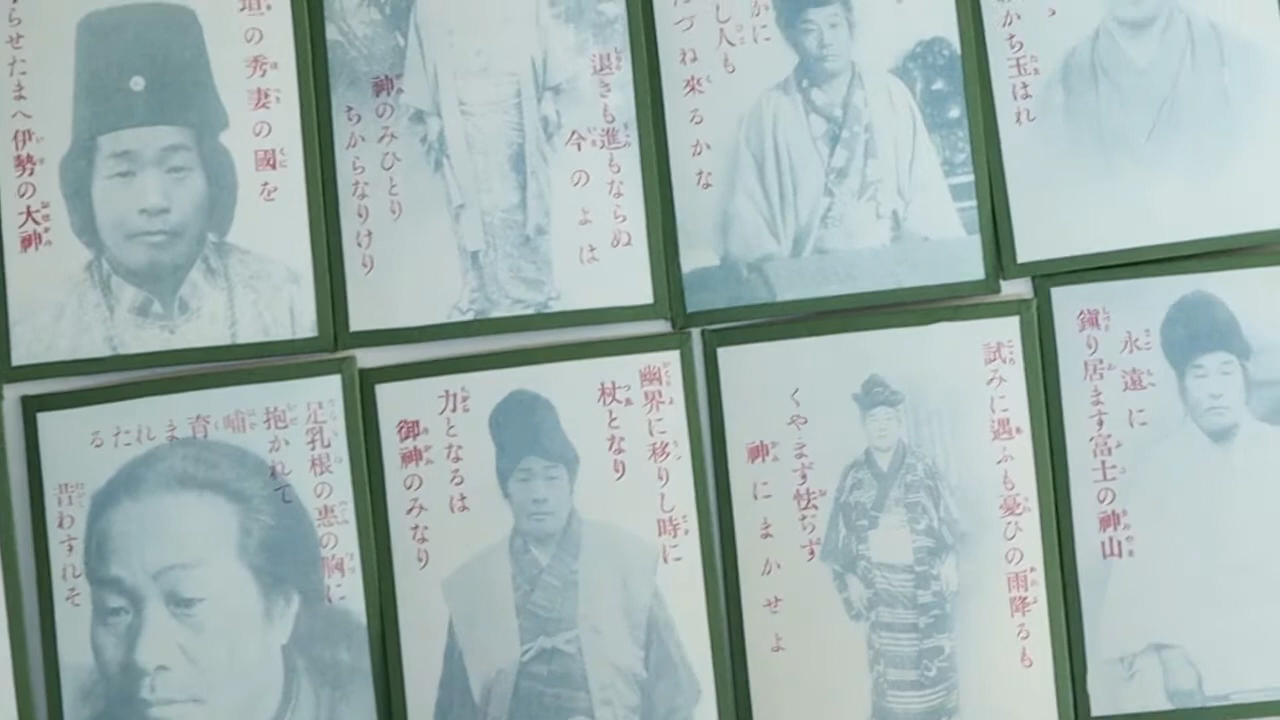 垣の秀妻の國を
らせたまへ伊勢の大神
退きも進もならぬ
今のよは
神のみひとり
ちからなりけり
かに
し人も
たづね來るかな
わかち玉はれ
足乳根の恵の胸に
抱かれて
哺育まれたる
昔わすれそ
幽界に移りし時に
杖となり
力となるは
御神のみなり
試みに遇ふも憂ひの雨降るも
くやまず怯ぢず
神にまかせよ
永遠に
鎭り居ます富士の神山